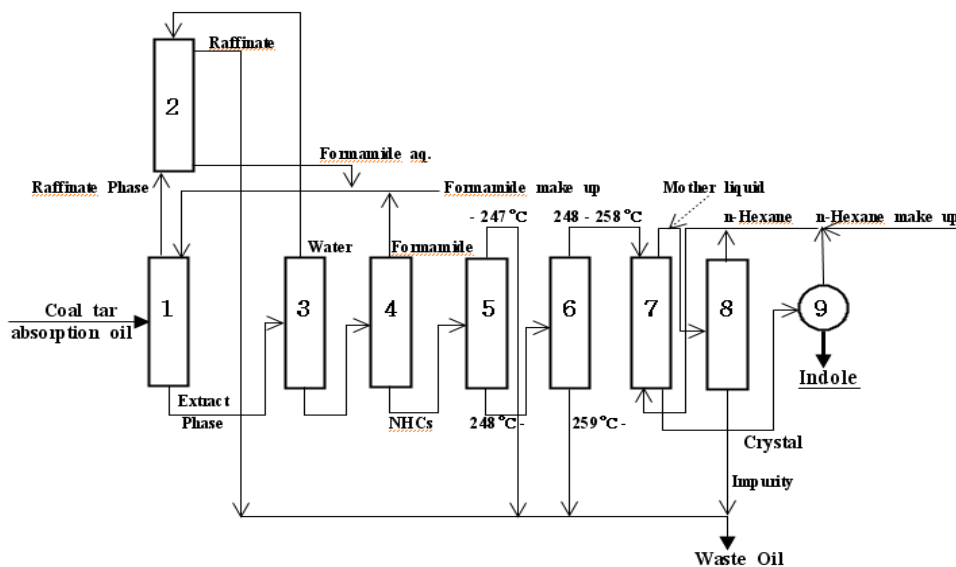 2
Raffinate
Formamide aq.
Raffinate Phase
Formamide make up
Mother liquid
- 247℃
248 - 258℃
n-Hexane
n-Hexane make up
Water
Formamide
Coal tar
absorption oil
1
3
4
5
6
7
8
9
Indole
Extract
Phase
NHCs
248℃-
259℃-
Crystal
Impurity
Waste Oil